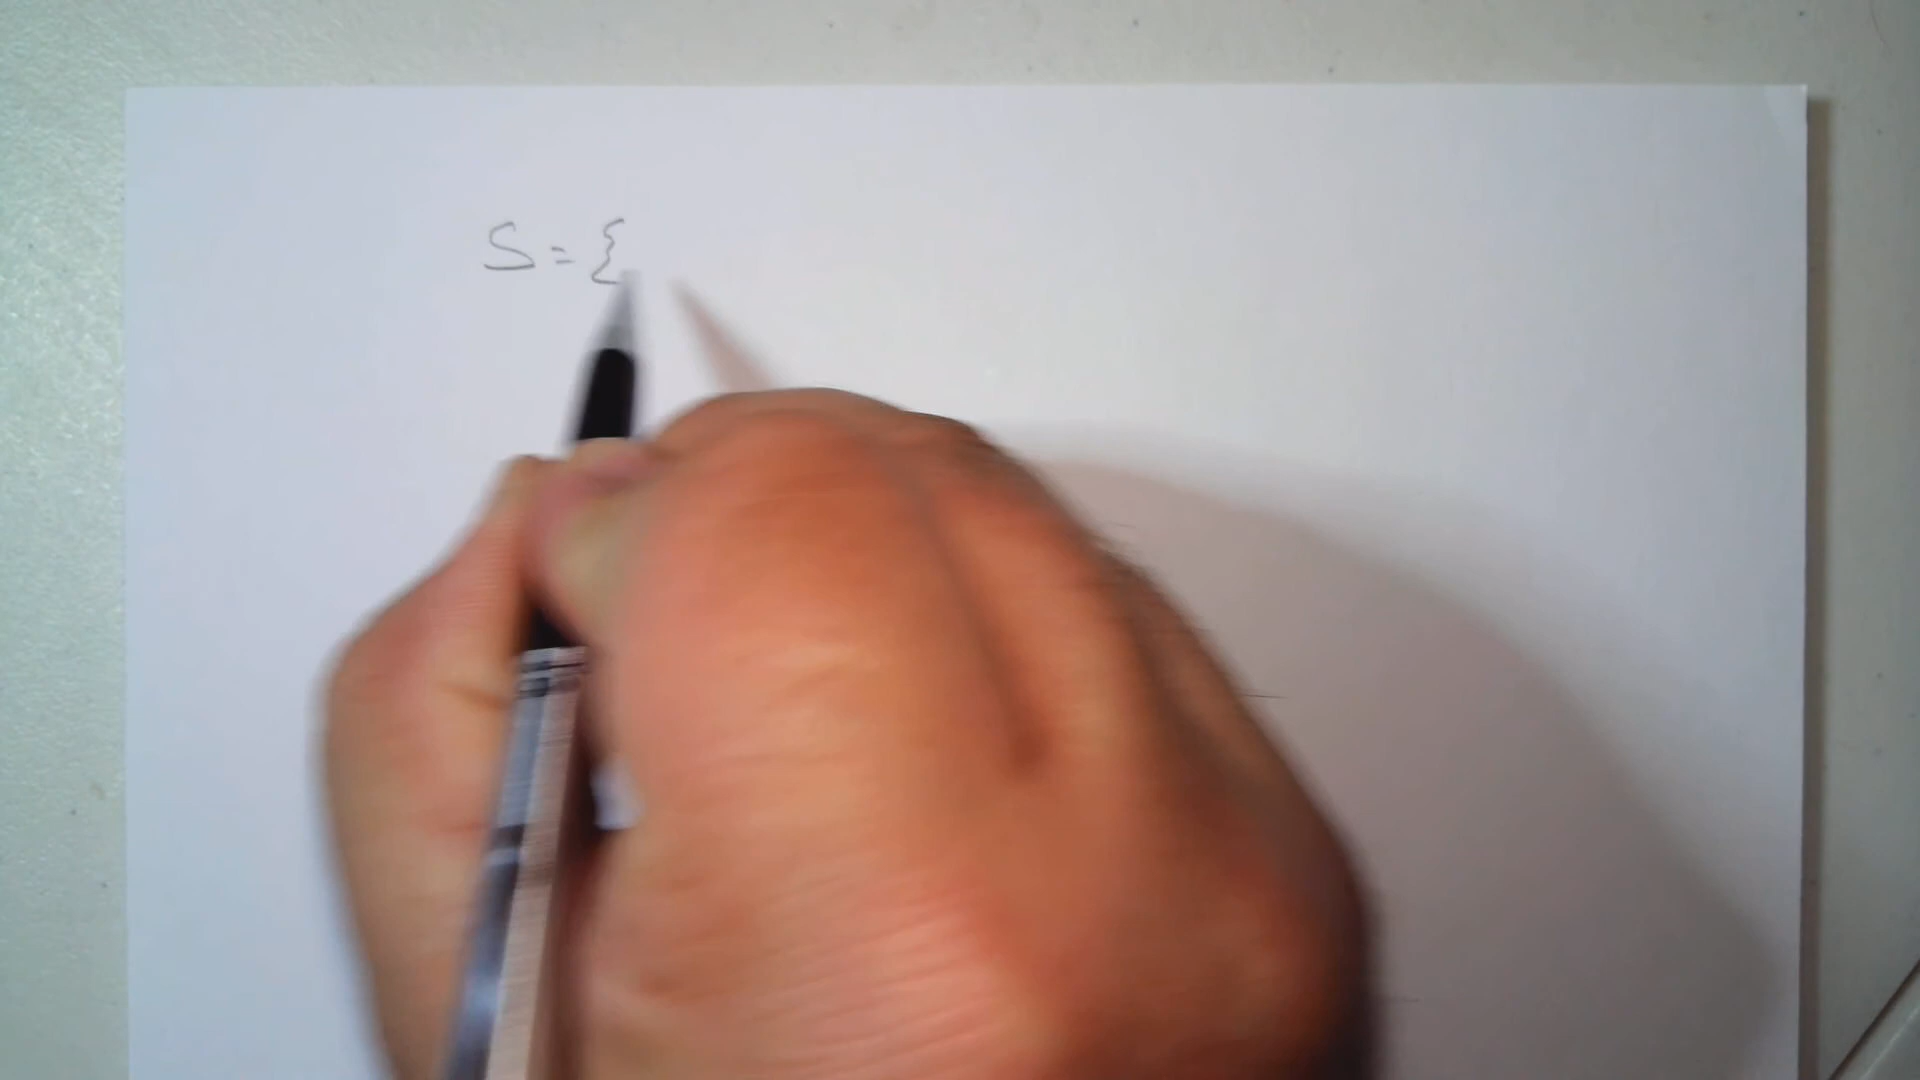 S = {